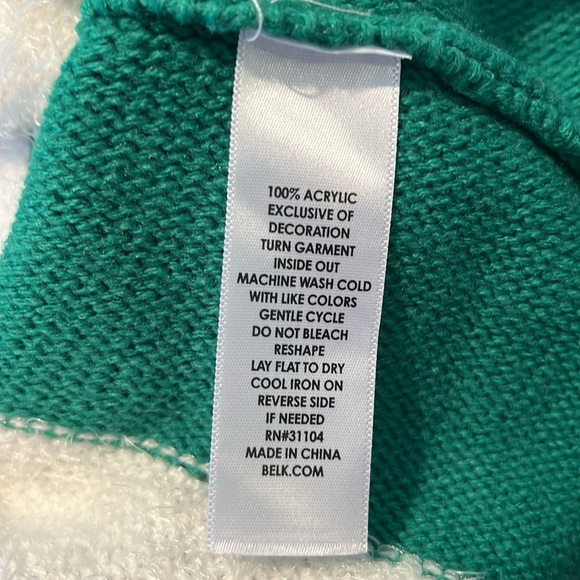 100% ACRYLIC
EXCLUSIVE OF
DECORATION
TURN GARMENT
INSIDE OUT
MACHINE WASH COLD
WITH LIKE COLORS
GENTLE CYCLE
DO NOT BLEACH
RESHAPE
LAY FLAT TO DRY
COOL IRON ON
REVERSE SIDE
IF NEEDED
RN#31104
MADE IN CHINA
BELK.COM